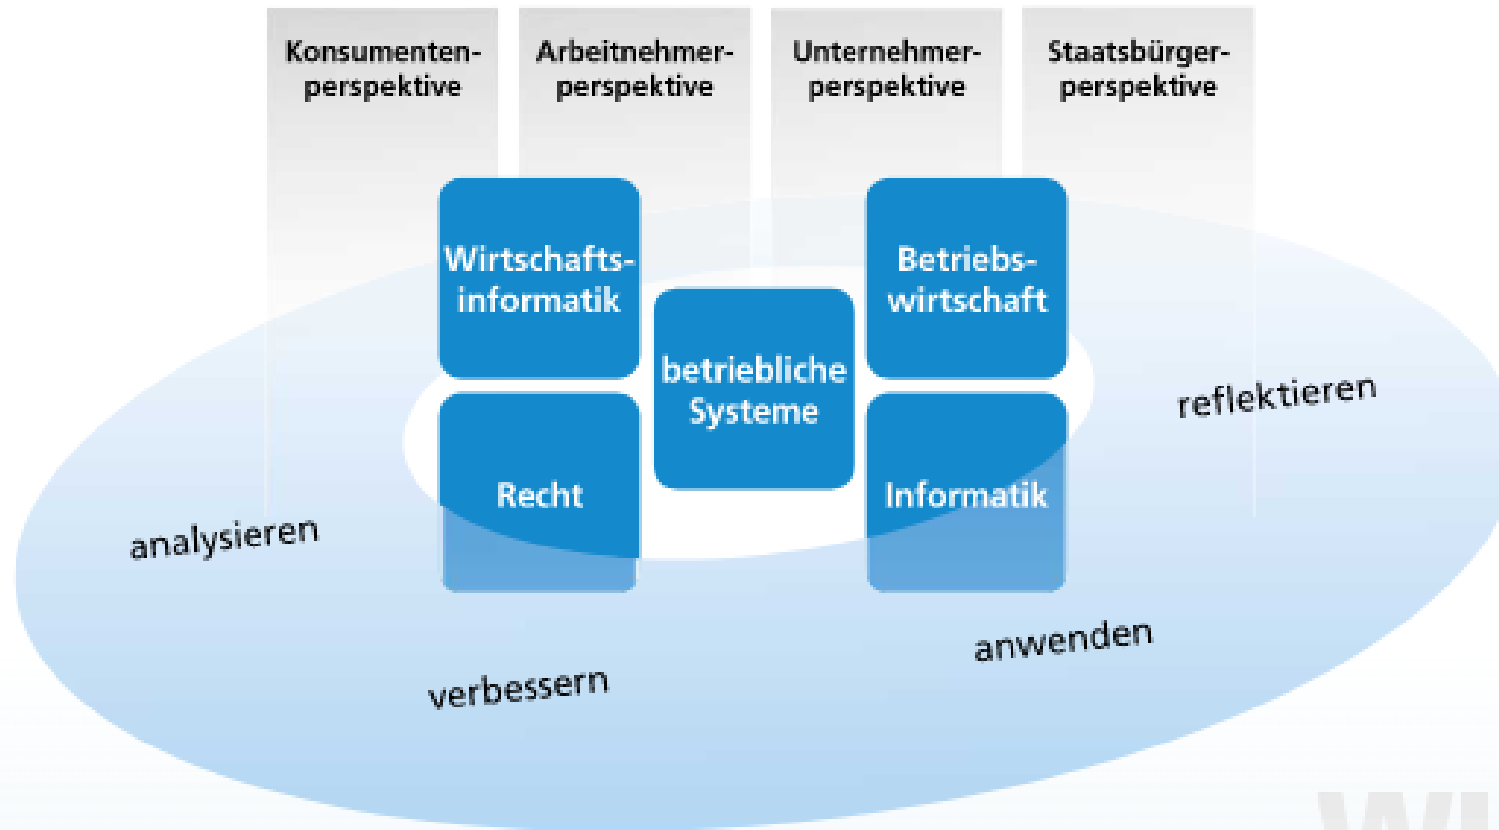 Konsumenten-
perspektive
Arbeitnehmer-
perspektive
Unternehmer-
perspektive
Staatsbürger-
perspektive
Wirtschafts-
informatik
Betriebs-
wirtschaft
betriebliche
Systeme
Recht
Informatik
reflektieren
analysieren
anwenden
verbessern